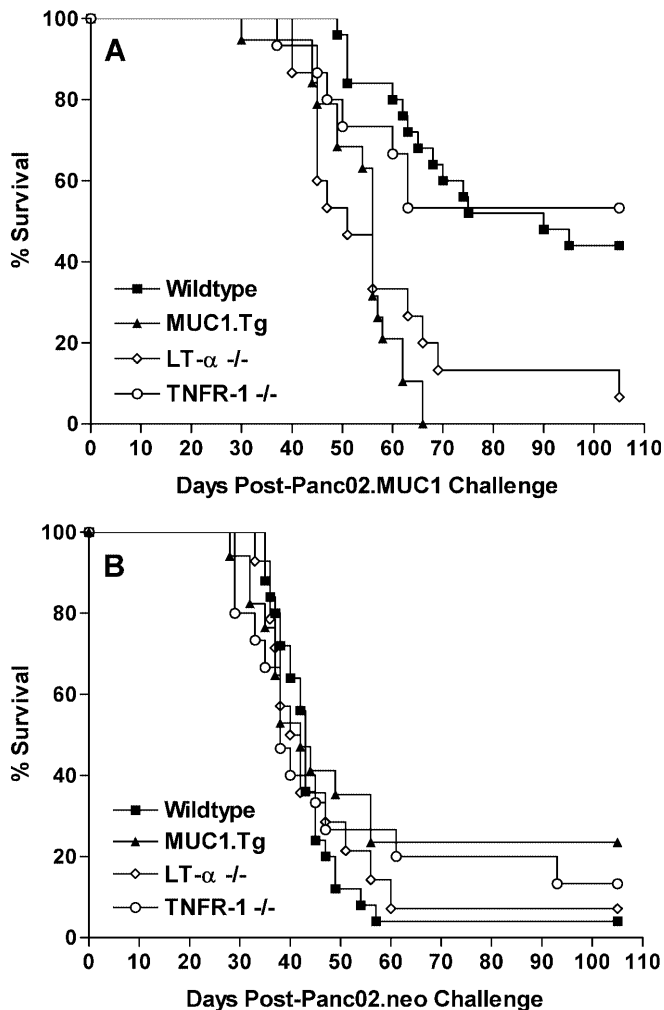 A
% Survival
100
80
60
40
20
0
Wildtype
MUC1.Tg
LT-α -/-
TNFR-1 -/-
0 10 20 30 40 50 60 70 80 90 100 110
Days Post-Panc02.MUC1 Challenge
B
% Survival
100
80
60
40
20
0
Wildtype
MUC1.Tg
LT-α -/-
TNFR-1 -/-
0 10 20 30 40 50 60 70 80 90 100 110
Days Post-Panc02.neo Challenge